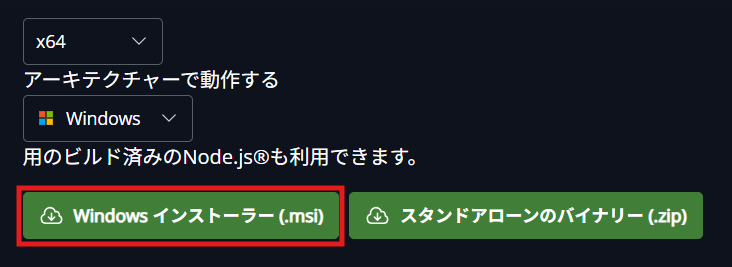 x64
アーキテクチャーで動作する
Windows
用のビルド済みのNode.js®も利用できます。
Windows インストーラー (.msi) スタンドアローンのバイナリー (.zip)